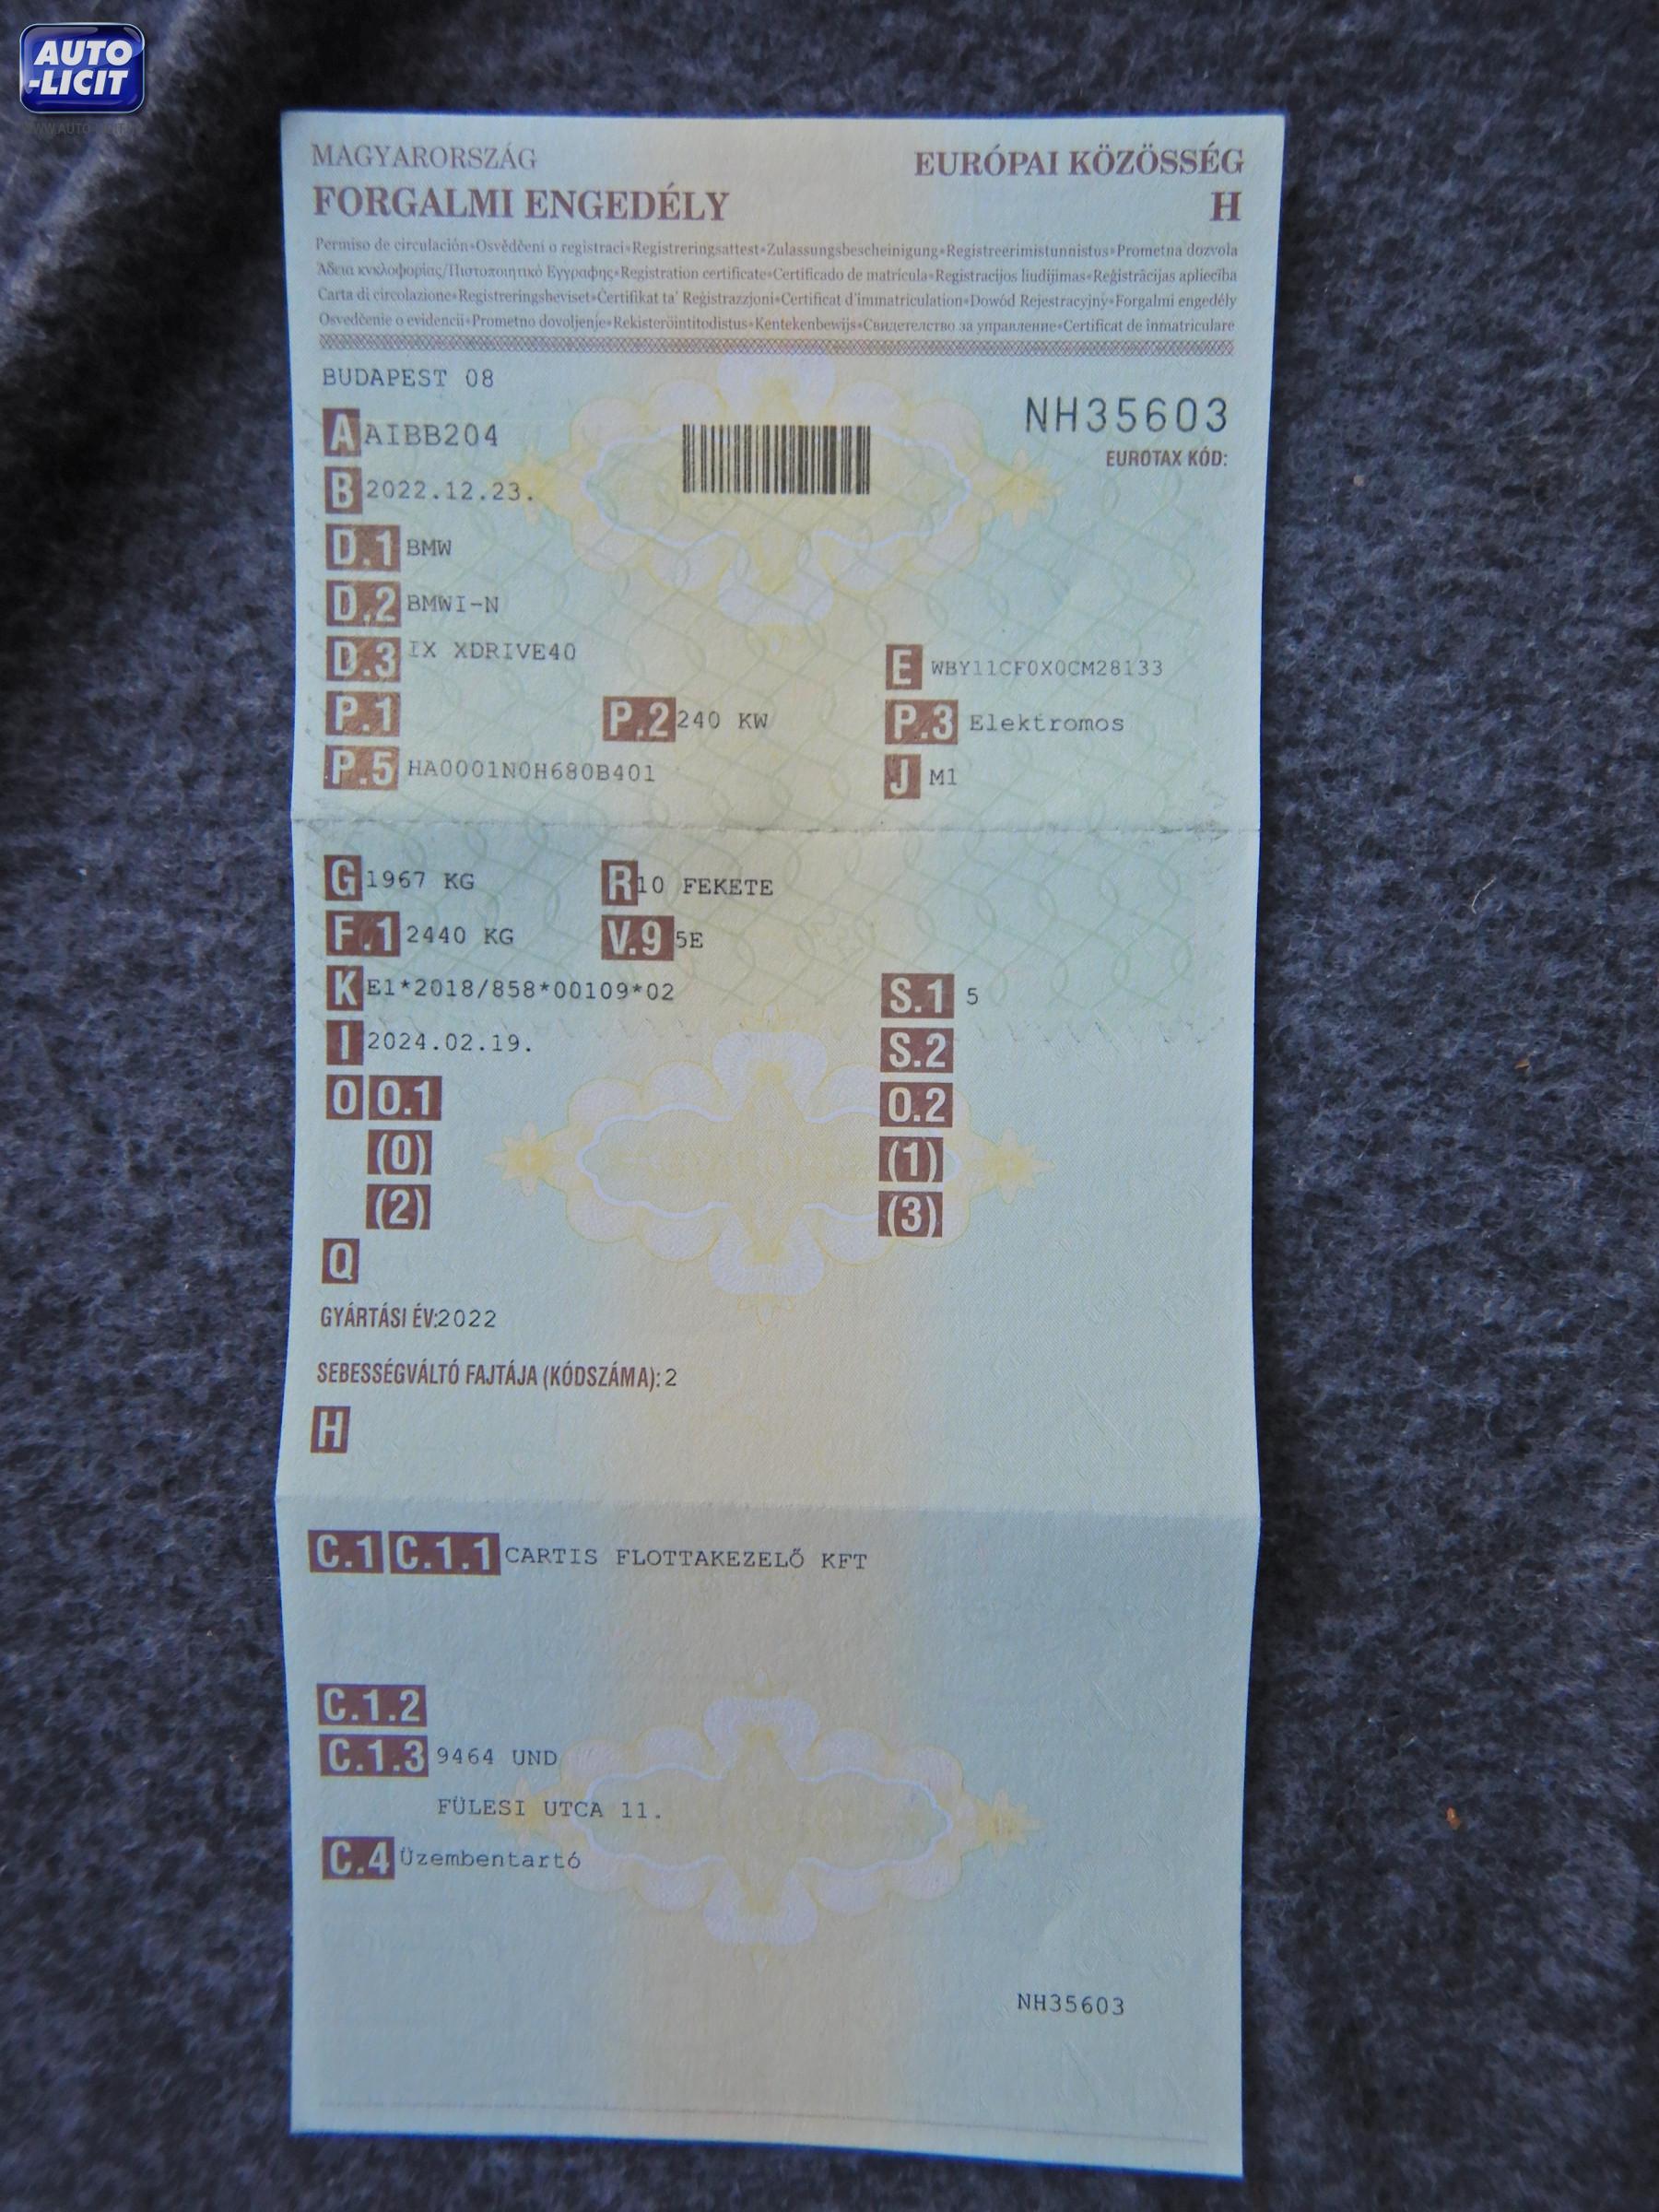 AUTO
-LICIT
MAGYARORSZÁG
EURÓPAI KÖZÖSSÉG
FORGALMI ENGEDÉLY
H
Permiso de circulación•Osvědčení o registraci•Registreringsattest•Zulassungsbescheinigung•Registreerimistunnistus•Prometna dozvola
Άδεια κυκλοφορίας/Πιστοποιητικό Εγγραφης•Registration certificate•Certificado de matrícula•Registracijos liudijimas•Reģistrācijas apliecība
Carta di circolazione•Registreringsbeviset•Ċertifikat ta' Reġistrazzjoni•Certificat d'immatriculation•Dowód Rejestracyjny•Forgalmi engedély
Osvedčenie o evidencii•Prometno dovoljenje•Rekisteröintitodistus•Kentekenbewijs•Свидетелство за управление•Certificat de inmatriculare
BUDAPEST 08
NH35603
A AIBB204
EUROTAX KÓD:
B 2022.12.23.
D.1 BMW
D.2 BMWI-N
D.3 IX XDRIVE40 E WBY11CF0X0CM28133
P.1 P.2 240 KW P.3 Elektromos
P.5 HA0001N0H680B401 J M1
G 1967 KG R 10 FEKETE
F.1 2440 KG V.9 5E
K E1*2018/858*00109*02 S.1 5
I 2024.02.19. S.2
O O.1 O.2
(0) (1)
(2) (3)
Q
GYÁRTÁSI ÉV:2022
SEBESSÉGVÁLTÓ FAJTÁJA (KÓDSZÁMA): 2
H
C.1 C.1.1 CARTIS FLOTTAKEZELŐ KFT
C.1.2
C.1.3 9464 UND
FÜLESI UTCA 11.
C.4 Üzembentartó
NH35603